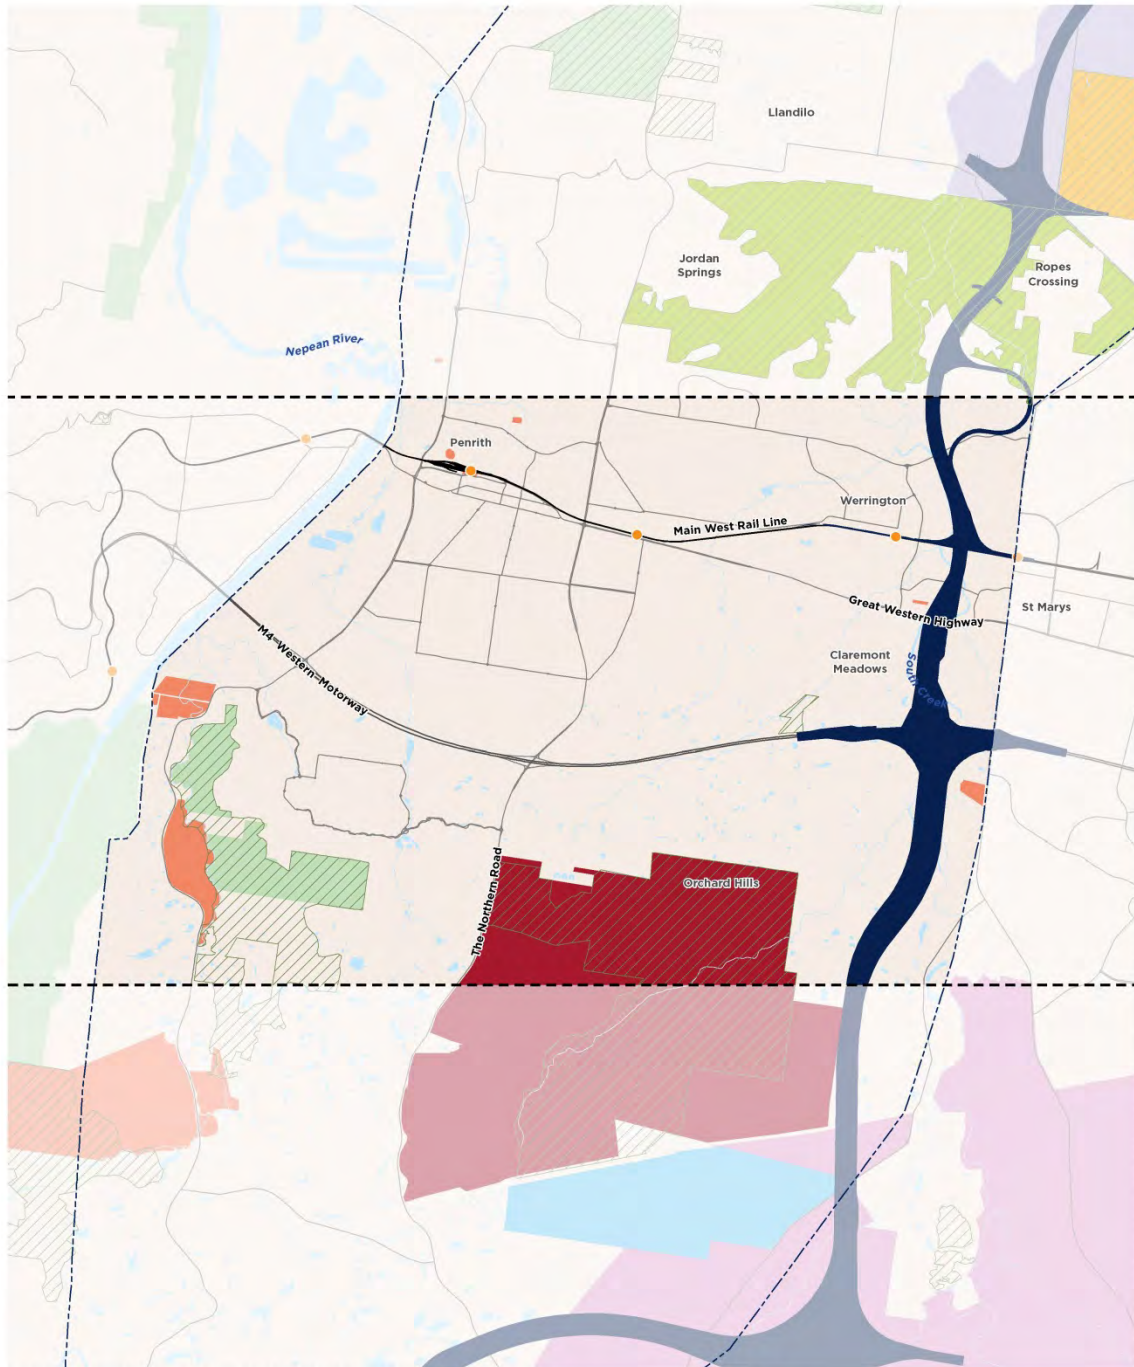 Llandilo
Jordan
Springs
Ropes
Crossing
Nepean River
Penrith
Werrington
Main West Rail Line
Great Western Highway
St Marys
M4 Western Motorway
Claremont
Meadows
South Creek
The Northern Road
Orchard Hills